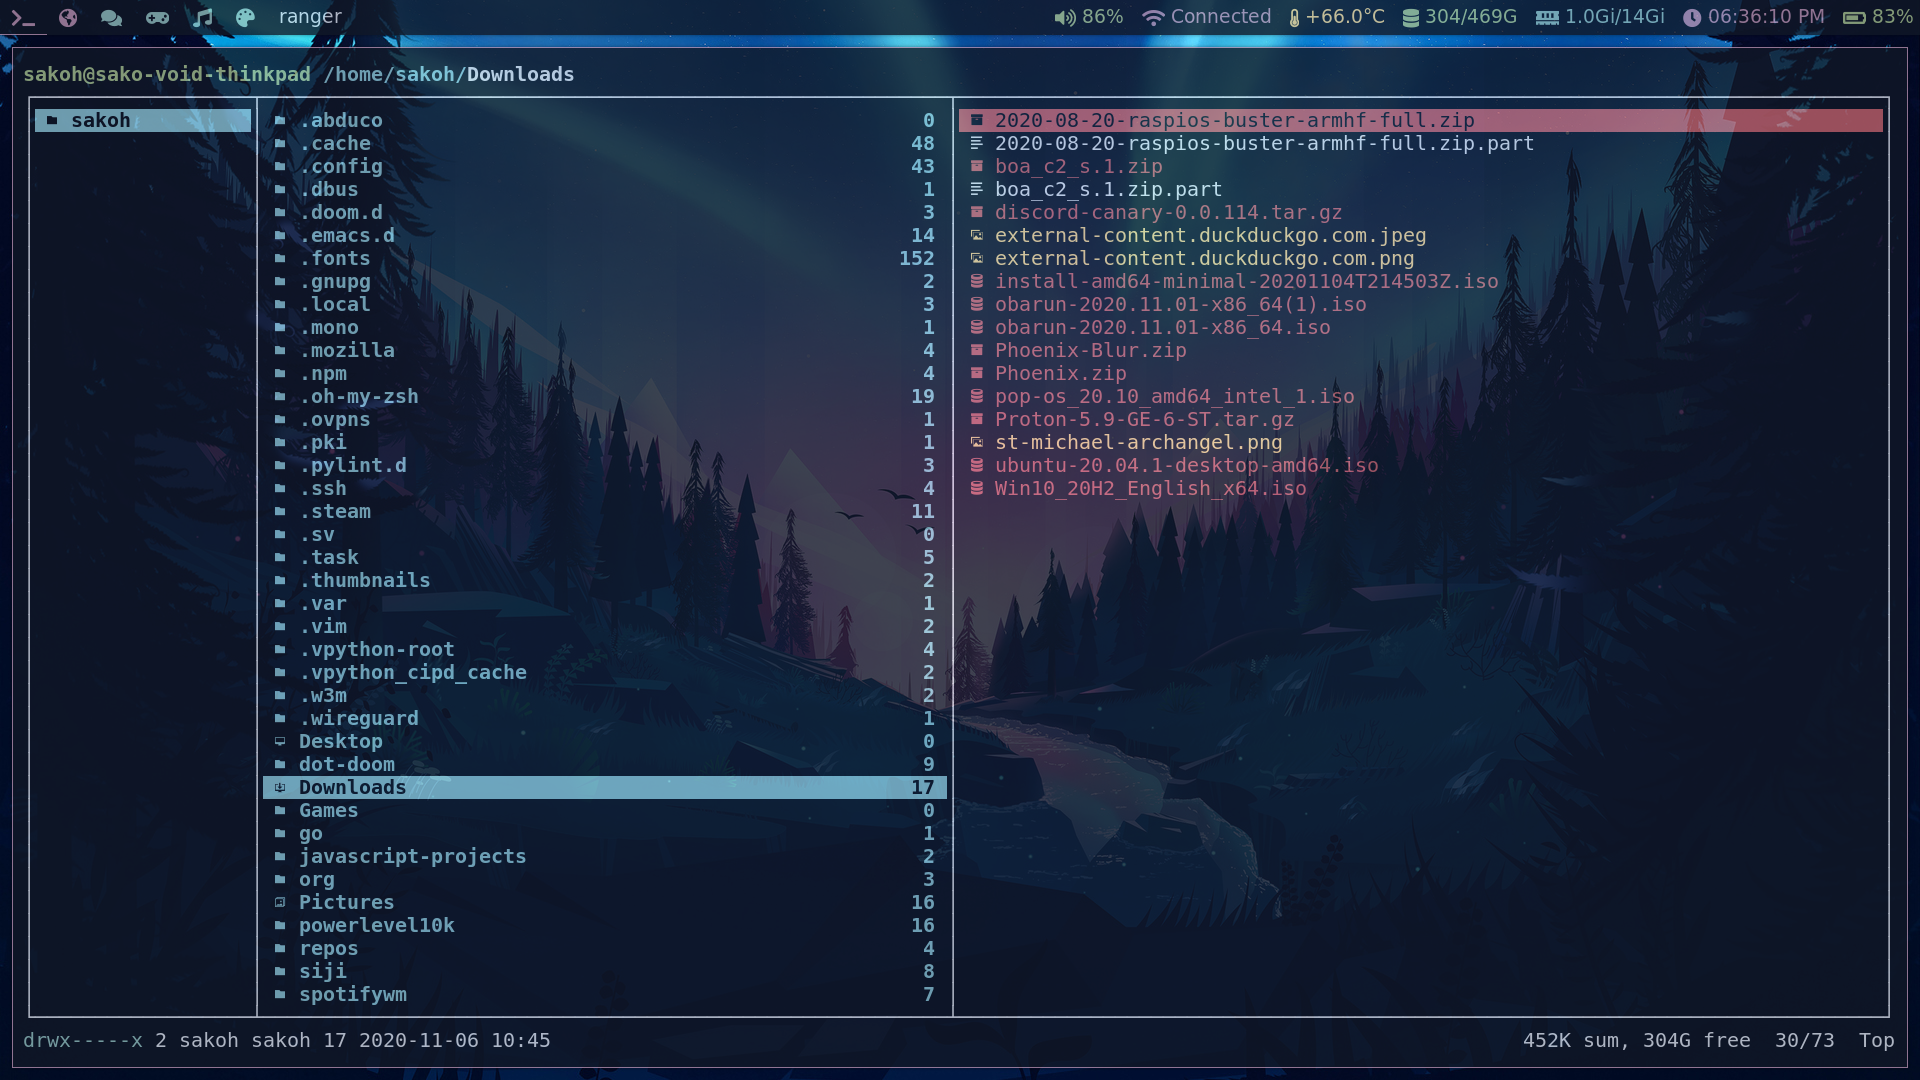 ranger 86% Connected +66.0°C 304/469G 1.0Gi/14Gi 06:36:10 PM 83%
sakoh@sako-void-thinkpad /home/sakoh/Downloads
sakoh
.abduco 0
.cache 48
.config 43
.dbus 1
.doom.d 3
.emacs.d 14
.fonts 152
.gnupg 2
.local 3
.mono 1
.mozilla 4
.npm 4
.oh-my-zsh 19
.ovpns 1
.pki 1
.pylint.d 3
.ssh 4
.steam 11
.sv 0
.task 5
.thumbnails 2
.var 1
.vim 2
.vpython-root 4
.vpython_cipd_cache 2
.w3m 2
.wireguard 1
Desktop 0
dot-doom 9
Downloads 17
Games 0
go 1
javascript-projects 2
org 3
Pictures 16
powerlevel10k 16
repos 4
siji 8
spotifywm 7
2020-08-20-raspios-buster-armhf-full.zip
2020-08-20-raspios-buster-armhf-full.zip.part
boa_c2_s.1.zip
boa_c2_s.1.zip.part
discord-canary-0.0.114.tar.gz
external-content.duckduckgo.com.jpeg
external-content.duckduckgo.com.png
install-amd64-minimal-20201104T214503Z.iso
obarun-2020.11.01-x86_64(1).iso
obarun-2020.11.01-x86_64.iso
Phoenix-Blur.zip
Phoenix.zip
pop-os_20.10_amd64_intel_1.iso
Proton-5.9-GE-6-ST.tar.gz
st-michael-archangel.png
ubuntu-20.04.1-desktop-amd64.iso
Win10_20H2_English_x64.iso
drwx-----x 2 sakoh sakoh 17 2020-11-06 10:45 452K sum, 304G free 30/73 Top